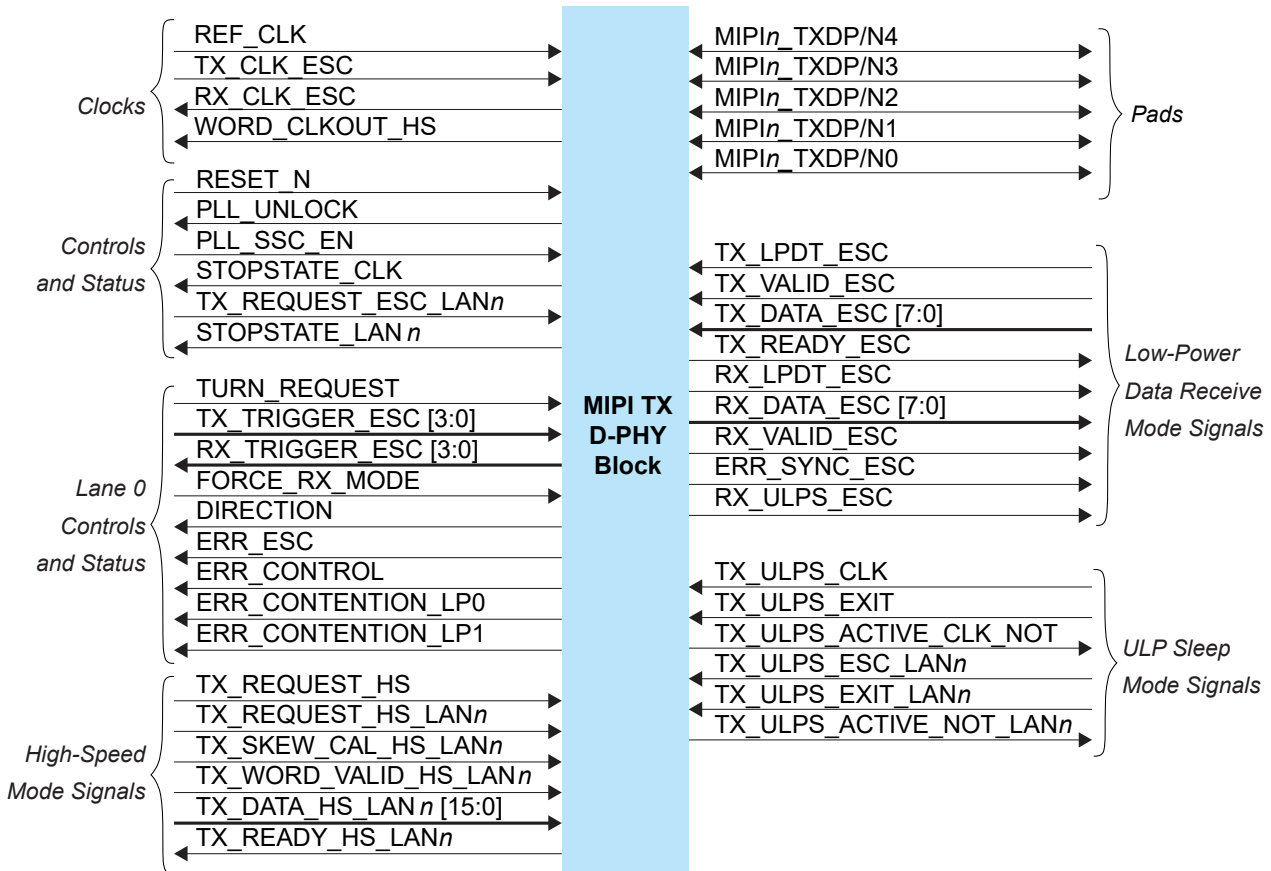 REF_CLK
TX_CLK_ESC
RX_CLK_ESC
WORD_CLKOUT_HS
Clocks
RESET_N
PLL_UNLOCK
PLL_SSC_EN
STOPSTATE_CLK
TX_REQUEST_ESC_LANn
STOPSTATE_LAN n
Controls
and Status
TURN_REQUEST
TX_TRIGGER_ESC [3:0]
RX_TRIGGER_ESC [3:0]
FORCE_RX_MODE
DIRECTION
ERR_ESC
ERR_CONTROL
ERR_CONTENTION_LP0
ERR_CONTENTION_LP1
Lane 0
Controls
and Status
TX_REQUEST_HS
TX_REQUEST_HS_LANn
TX_SKEW_CAL_HS_LANn
TX_WORD_VALID_HS_LANn
TX_DATA_HS_LAN n [15:0]
TX_READY_HS_LANn
High-Speed
Mode Signals
MIPI TX
D-PHY
Block
MIPIn_TXDP/N4
MIPIn_TXDP/N3
MIPIn_TXDP/N2
MIPIn_TXDP/N1
MIPIn_TXDP/N0
Pads
TX_LPDT_ESC
TX_VALID_ESC
TX_DATA_ESC [7:0]
TX_READY_ESC
RX_LPDT_ESC
RX_DATA_ESC [7:0]
RX_VALID_ESC
ERR_SYNC_ESC
RX_ULPS_ESC
Low-Power
Data Receive
Mode Signals
TX_ULPS_CLK
TX_ULPS_EXIT
TX_ULPS_ACTIVE_CLK_NOT
TX_ULPS_ESC_LANn
TX_ULPS_EXIT_LANn
TX_ULPS_ACTIVE_NOT_LANn
ULP Sleep
Mode Signals